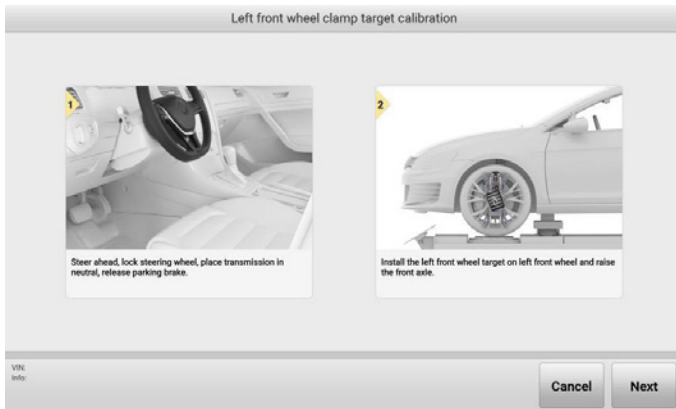 Left front wheel clamp target calibration
1
Steer ahead, lock steering wheel, place transmission in
neutral, release parking brake.
2
Install the left front wheel target on left front wheel and raise
the front axle.
VIN:
Info:
Cancel
Next